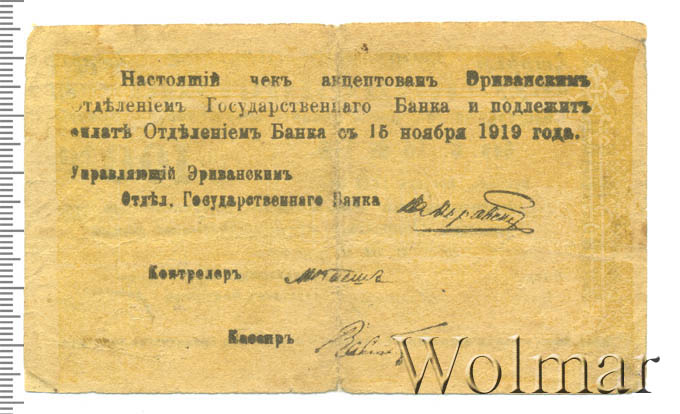 Настоящій чекъ акцептованъ Эриванскимъ
Отдѣленіемъ Государственнаго Банка и подлежитъ
оплатѣ Отдѣленіемъ Банка съ 15 ноября 1919 года.
Управляющій Эриванскимъ
Отдѣл. Государственнаго Банка
Контролеръ
Кассиръ
Wolmar